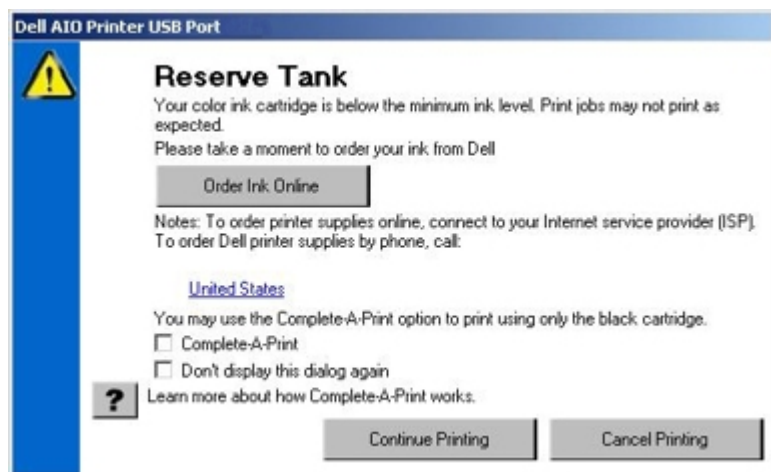 Dell AIO Printer USB Port
Reserve Tank
Your color ink cartridge is below the minimum ink level. Print jobs may not print as
expected.
Please take a moment to order your ink from Dell
Order Ink Online
Notes: To order printer supplies online, connect to your Internet service provider (ISP).
To order Dell printer supplies by phone, call:
United States
You may use the Complete-A-Print option to print using only the black cartridge.
Complete-A-Print
Don't display this dialog again
? Learn more about how Complete-A-Print works.
Continue Printing Cancel Printing